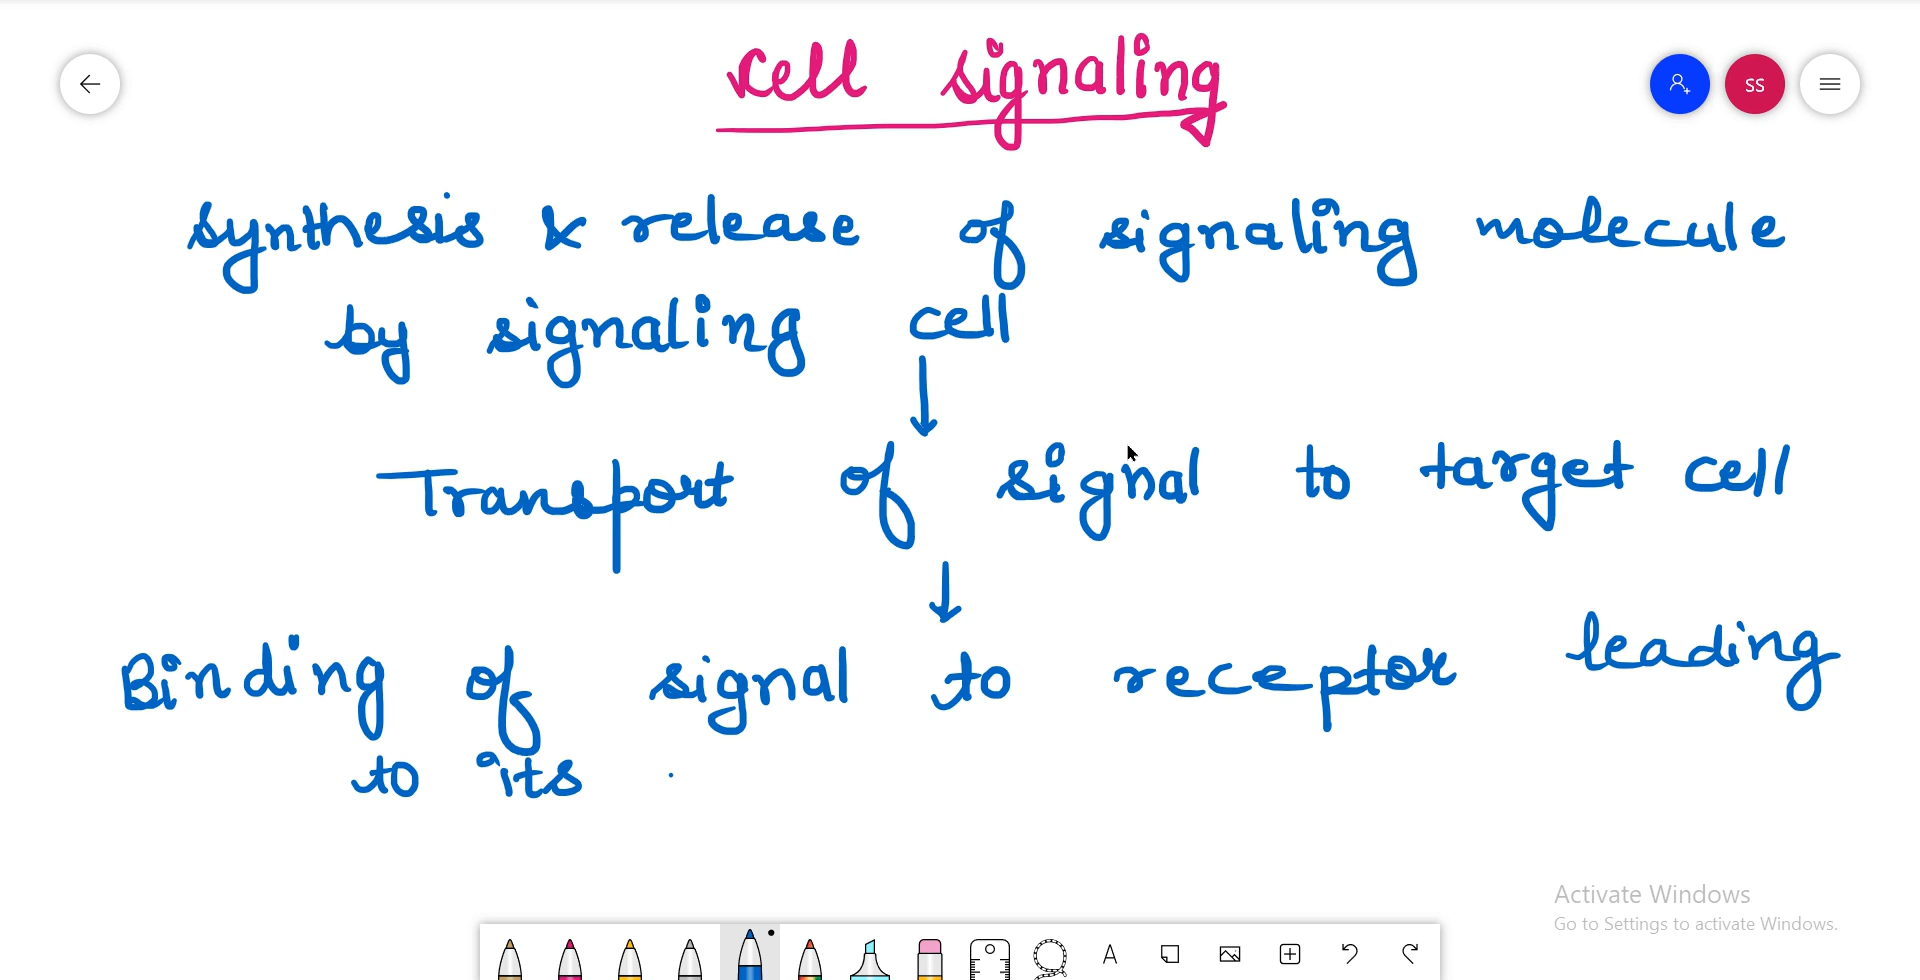 cell signaling
SS
synthesis & release of signaling molecule
by signaling cell
Transport of signal to target cell
Binding of signal to receptor leading
to its
Activate Windows
Go to Settings to activate Windows.
A